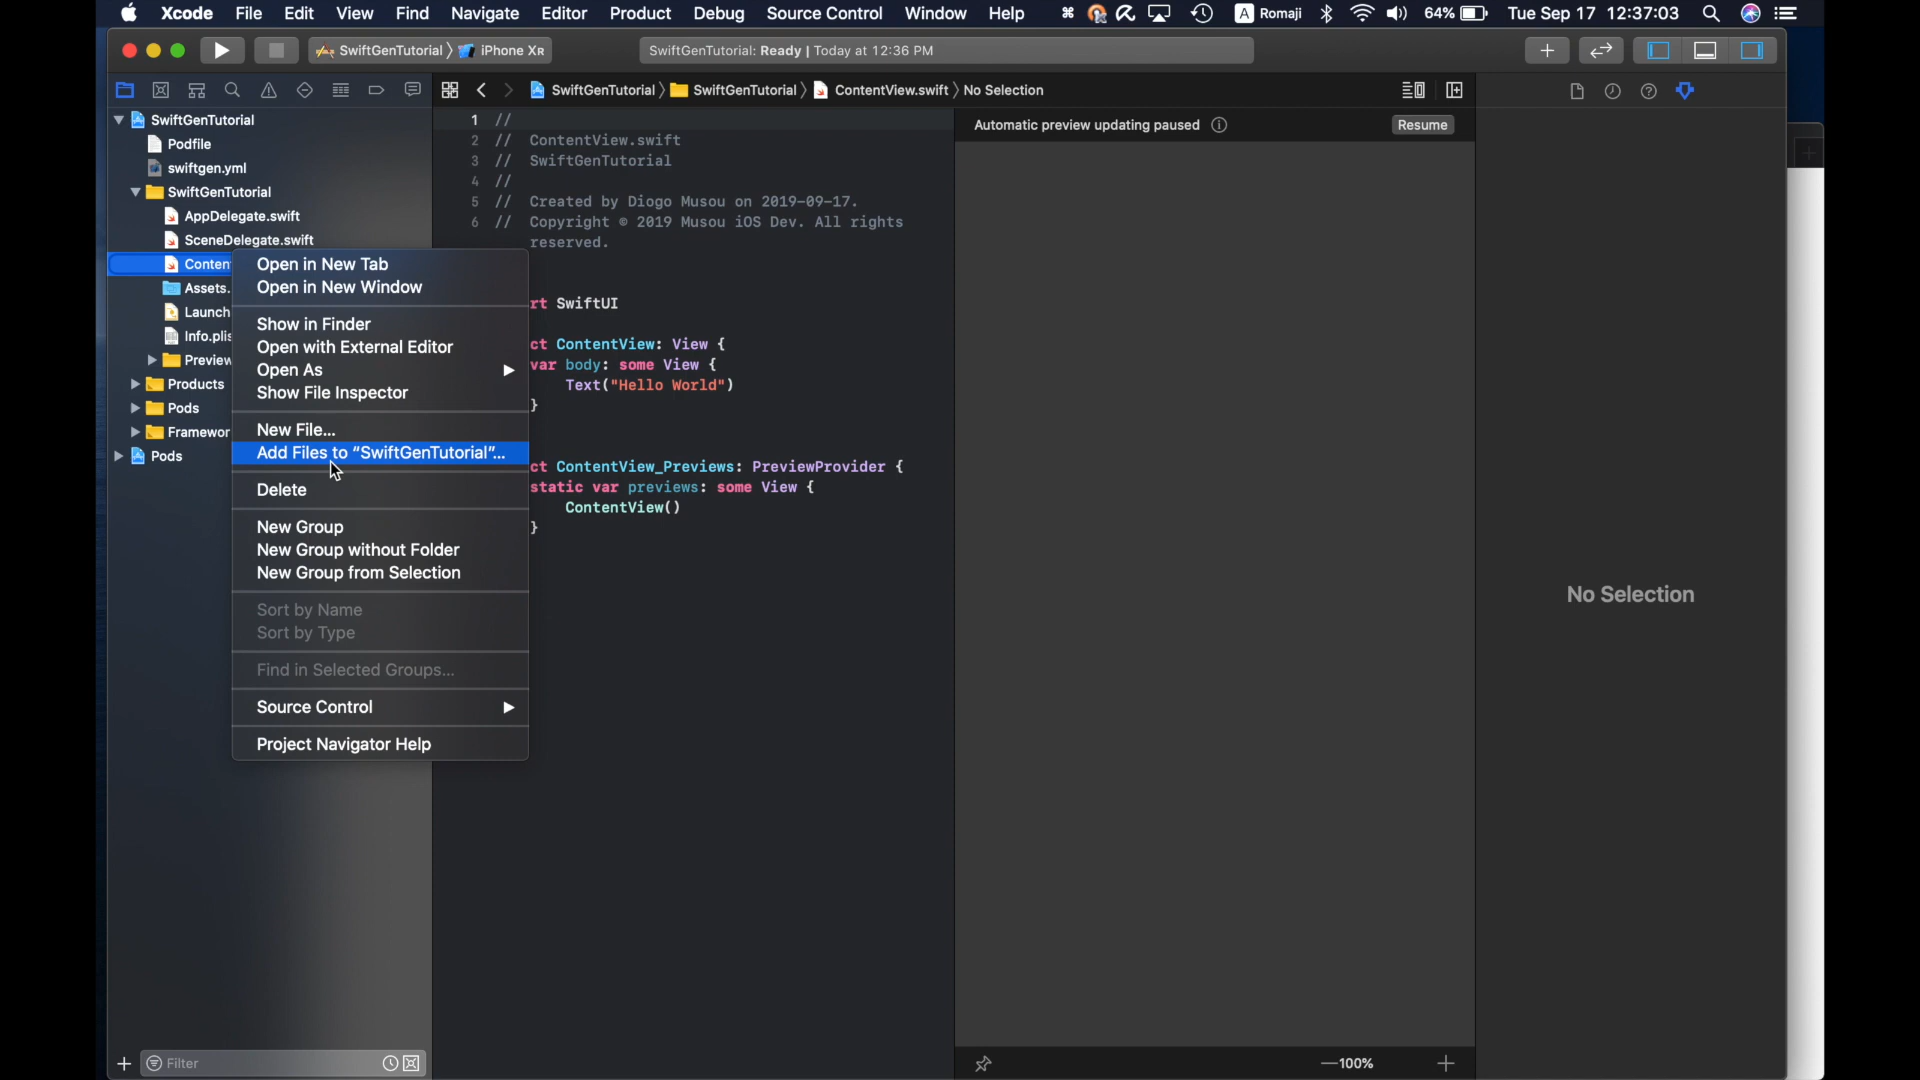 Xcode File Edit View Find Navigate Editor Product Debug Source Control Window Help A Romaji 64% Tue Sep 17 12:37:03
SwiftGenTutorial iPhone XR SwiftGenTutorial: Ready | Today at 12:36 PM
SwiftGenTutorial SwiftGenTutorial ContentView.swift No Selection
SwiftGenTutorial
Podfile
swiftgen.yml
SwiftGenTutorial
AppDelegate.swift
SceneDelegate.swift
Conten
Assets.
Launch
Info.plis
Preview
Products
Pods
Framewor
Pods
Filter
Open in New Tab
Open in New Window
Show in Finder
Open with External Editor
Open As
Show File Inspector
New File...
Add Files to “SwiftGenTutorial”...
Delete
New Group
New Group without Folder
New Group from Selection
Sort by Name
Sort by Type
Find in Selected Groups...
Source Control
Project Navigator Help
1 //
2 // ContentView.swift
3 // SwiftGenTutorial
4 //
5 // Created by Diogo Musou on 2019-09-17.
6 // Copyright © 2019 Musou iOS Dev. All rights
reserved.
rt SwiftUI
ct ContentView: View {
var body: some View {
Text("Hello World")
}
ct ContentView_Previews: PreviewProvider {
static var previews: some View {
ContentView()
}
Automatic preview updating paused Resume
100%
No Selection